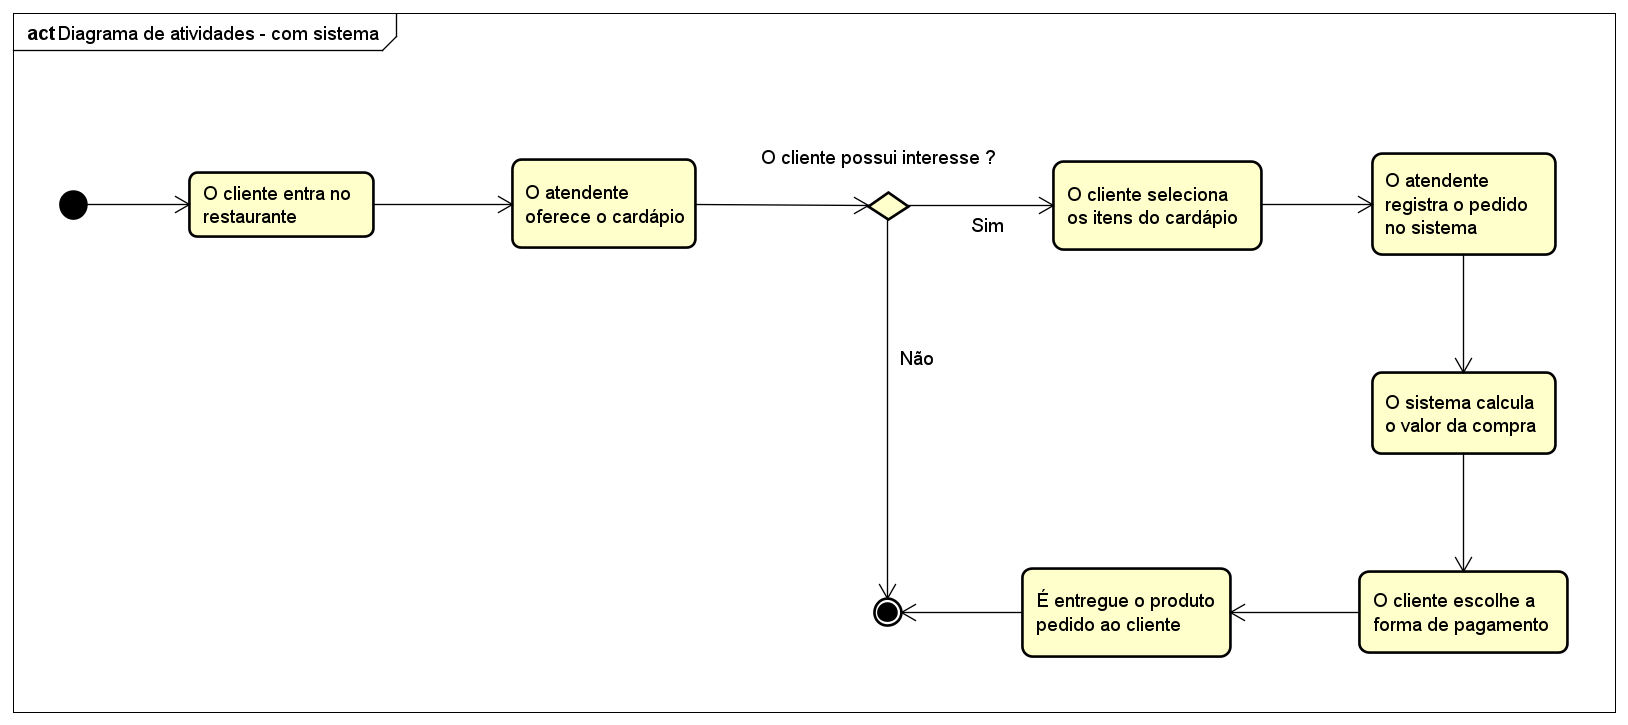 act Diagrama de atividades - com sistema
O cliente possui interesse ?
O cliente entra no
restaurante
O atendente
oferece o cardápio
Sim
O cliente seleciona
os itens do cardápio
O atendente
registra o pedido
no sistema
Não
O sistema calcula
o valor da compra
O cliente escolhe a
forma de pagamento
É entregue o produto
pedido ao cliente